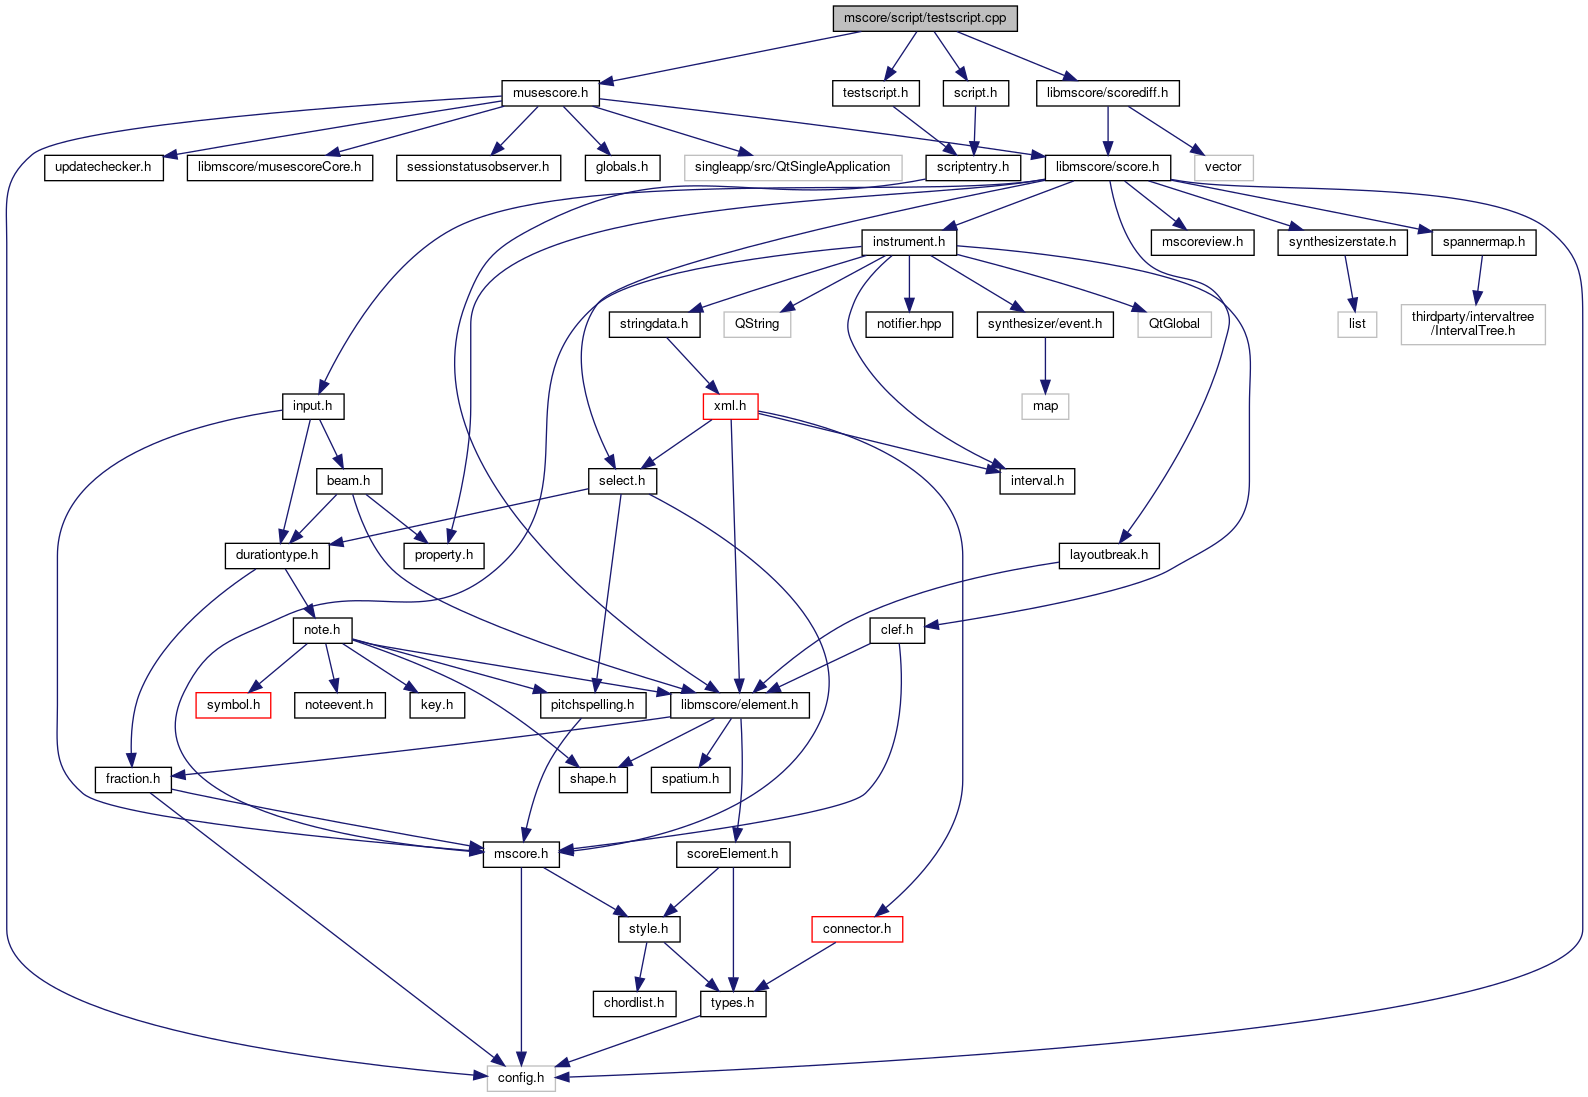 mscore/script/testscript.cpp
musescore.h
testscript.h
script.h
libmscore/scorediff.h
updatechecker.h
libmscore/musescoreCore.h
sessionstatusobserver.h
globals.h
singleapp/src/QtSingleApplication
scriptentry.h
libmscore/score.h
vector
instrument.h
mscoreview.h
synthesizerstate.h
spannermap.h
stringdata.h
QString
notifier.hpp
synthesizer/event.h
QtGlobal
list
thirdparty/intervaltree
/IntervalTree.h
input.h
xml.h
map
beam.h
select.h
interval.h
durationtype.h
property.h
layoutbreak.h
note.h
clef.h
symbol.h
noteevent.h
key.h
pitchspelling.h
libmscore/element.h
fraction.h
shape.h
spatium.h
mscore.h
scoreElement.h
style.h
connector.h
chordlist.h
types.h
config.h